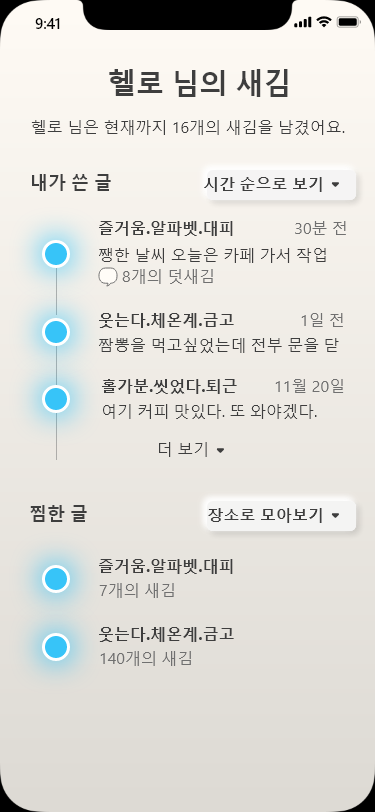 9:41
헬로 님의 새김
헬로 님은 현재까지 16개의 새김을 남겼어요.
내가 쓴 글
시간 순으로 보기
즐거움.알파벳.대피
30분 전
쨍한 날씨 오늘은 카페 가서 작업
8개의 덧새김
웃는다.체온계.금고
1일 전
짬뽕을 먹고싶었는데 전부 문을 닫
홀가분.씻었다.퇴근
11월 20일
여기 커피 맛있다. 또 와야겠다.
더 보기
찜한 글
장소로 모아보기
즐거움.알파벳.대피
7개의 새김
웃는다.체온계.금고
140개의 새김